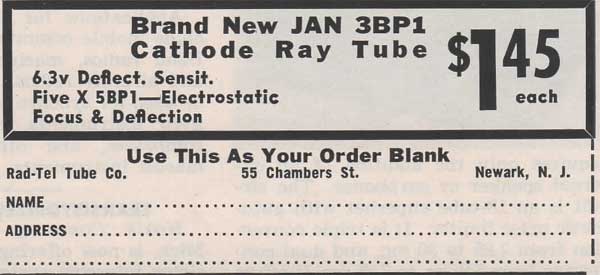 Brand New JAN 3BP1
Cathode Ray Tube
$1.45
each
6.3v Deflect. Sensit.
Five X 5BP1—Electrostatic
Focus & Deflection
Use This As Your Order Blank
Rad-Tel Tube Co. 55 Chambers St. Newark, N. J.
NAME
ADDRESS